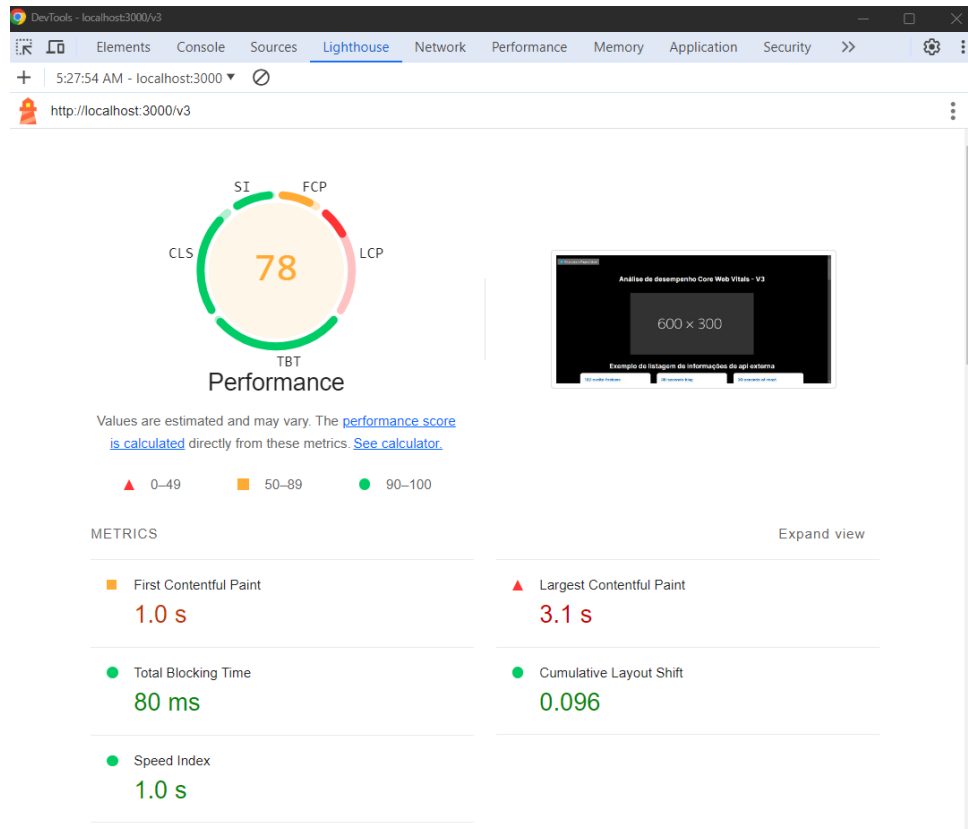 DevTools - localhost:3000/v3
Elements Console Sources Lighthouse Network Performance Memory Application Security
5:27:54 AM - localhost:3000
http://localhost:3000/v3
SI
FCP
CLS
LCP
78
TBT
Performance
Values are estimated and may vary. The performance score
is calculated directly from these metrics. See calculator.
0–49
50–89
90–100
Análise de desempenho Core Web Vitals - V3
600 × 300
Exemplo de listagem de informações de api externa
METRICS
Expand view
First Contentful Paint
1.0 s
Largest Contentful Paint
3.1 s
Total Blocking Time
80 ms
Cumulative Layout Shift
0.096
Speed Index
1.0 s